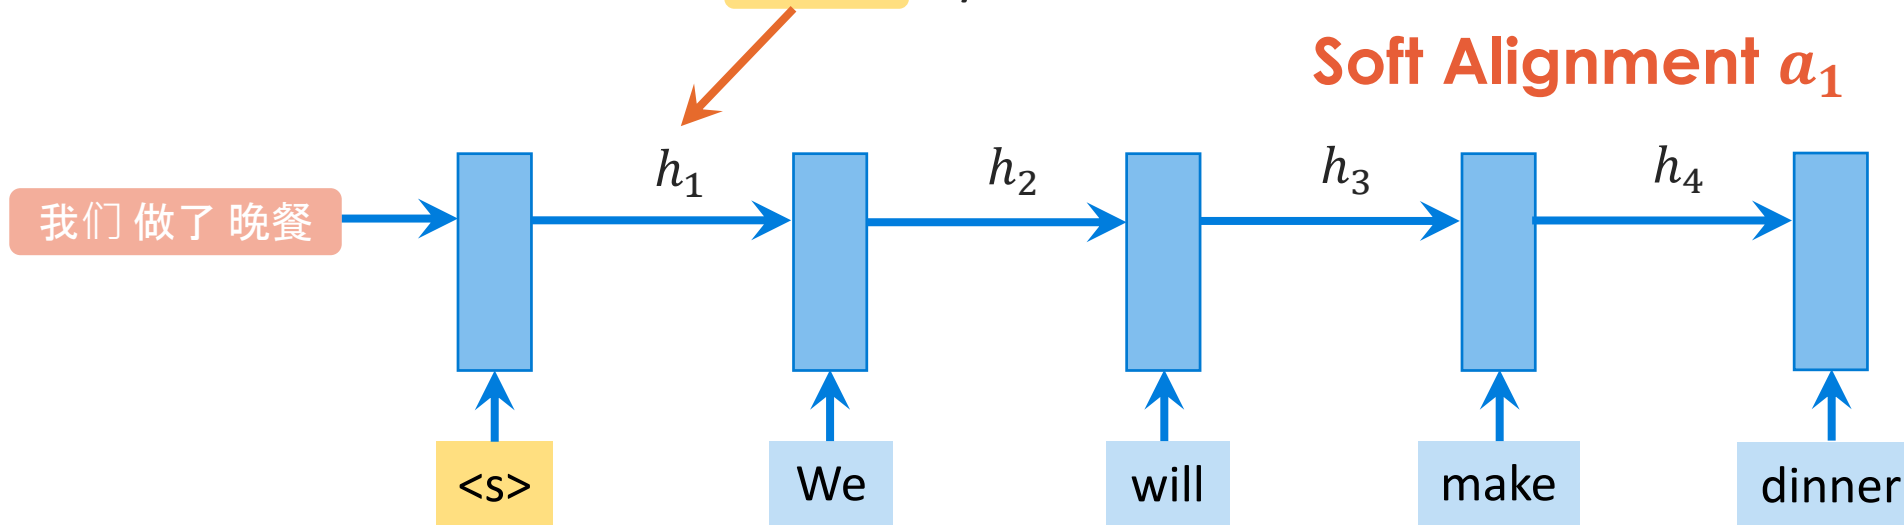 Soft Alignment a₁
h₁ h₂ h₃ h₄
我们 做了 晚餐
<s> We will make dinner